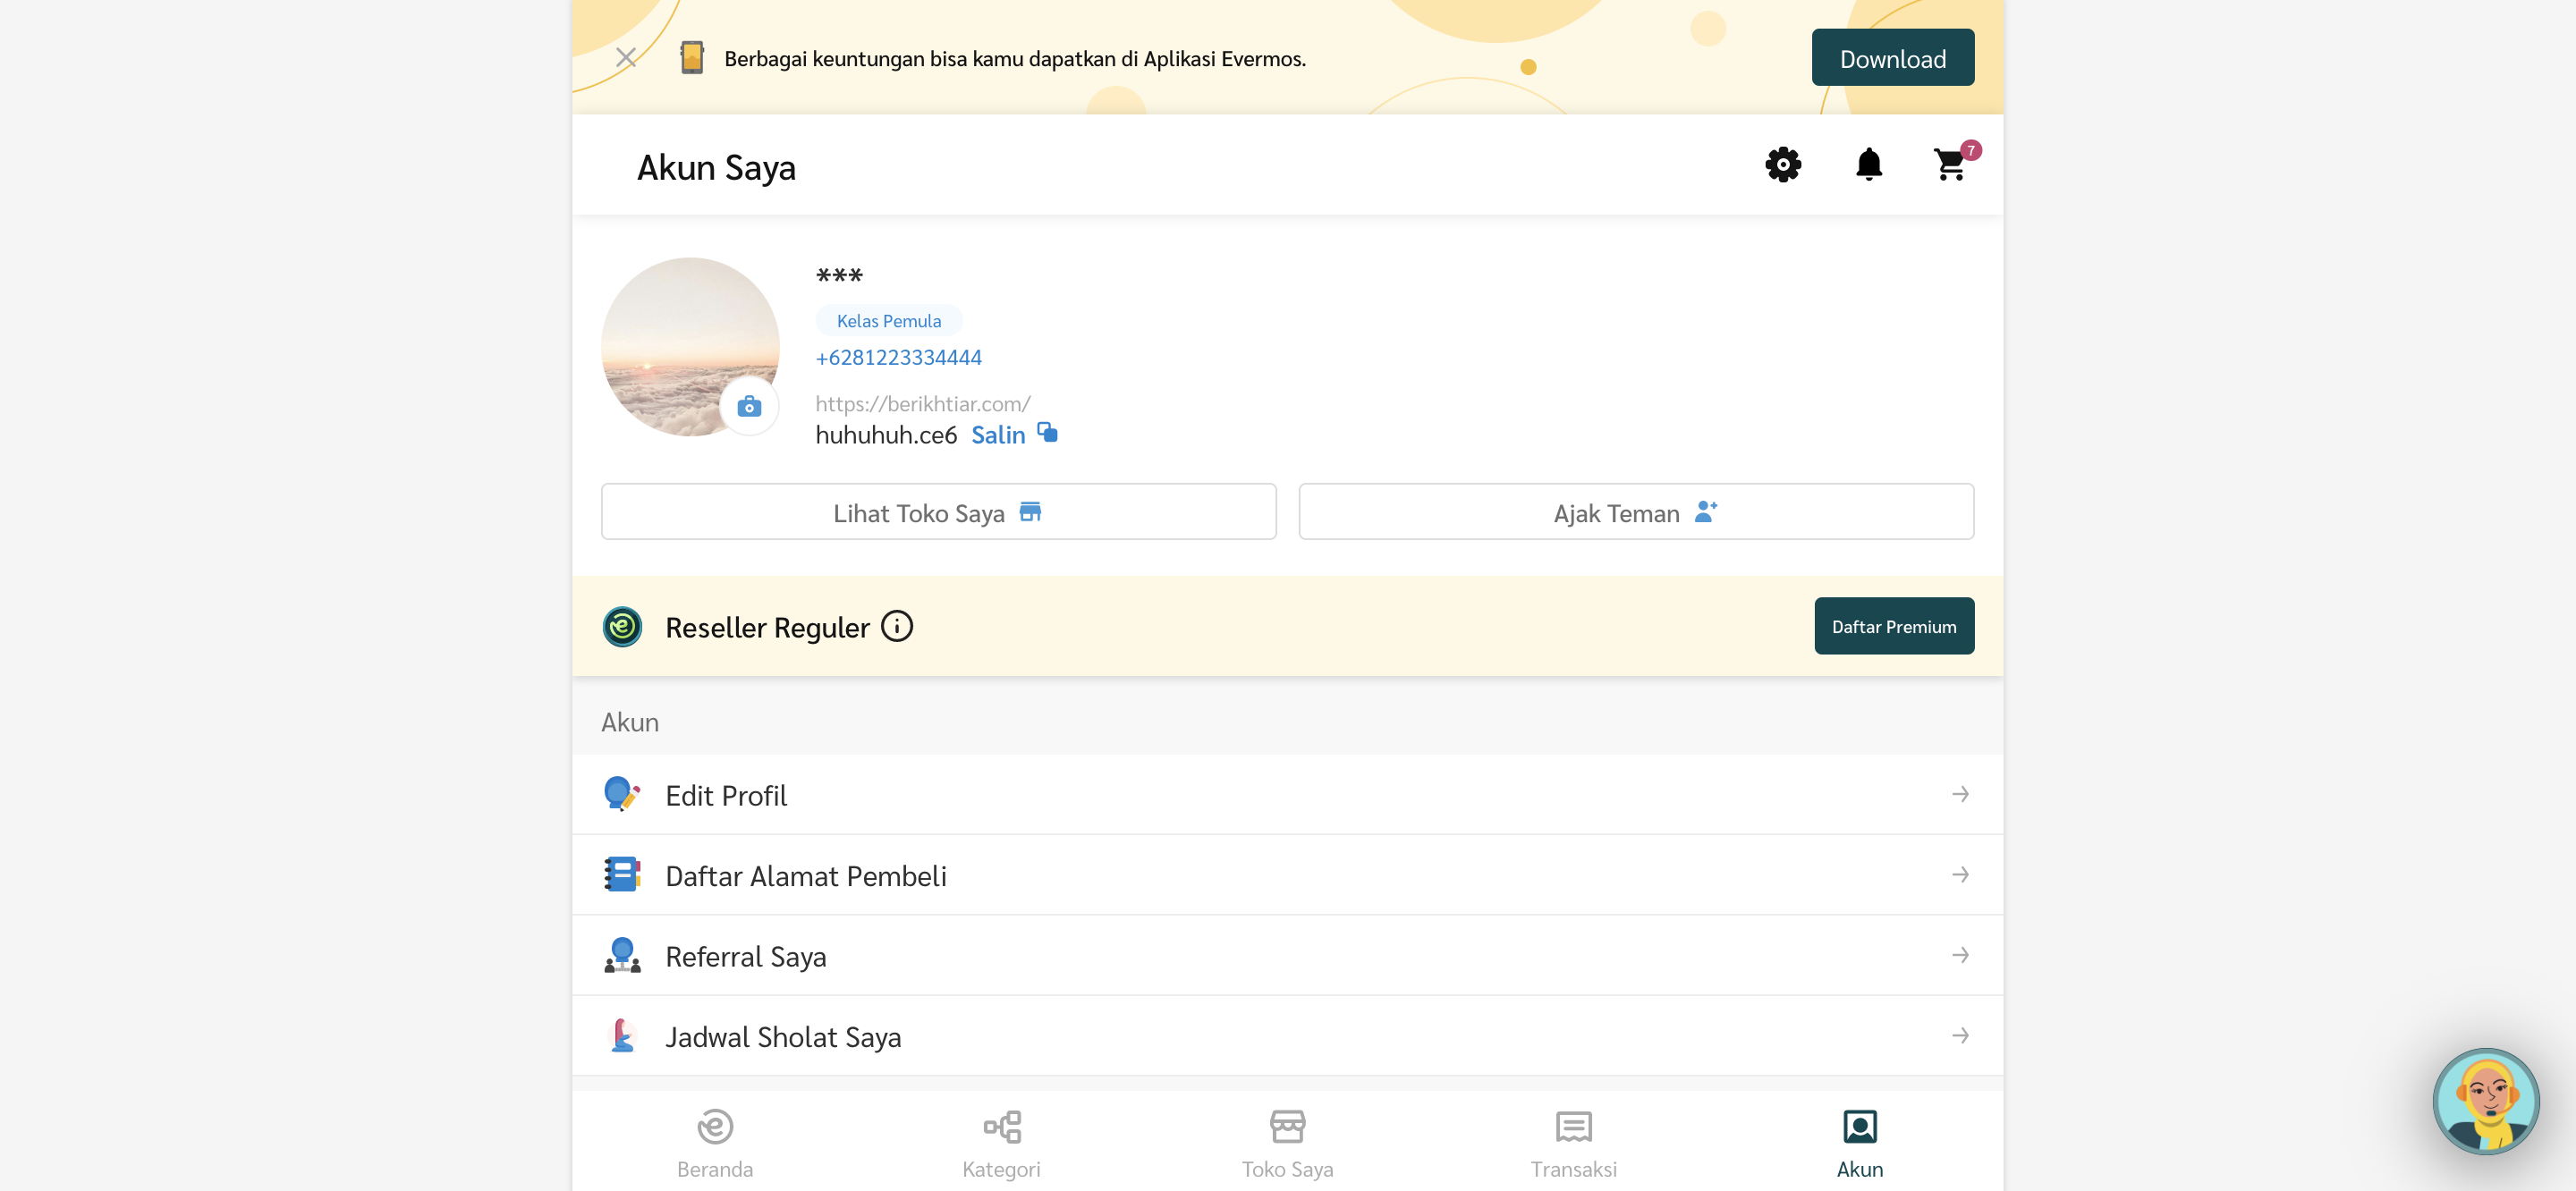 Berbagai keuntungan bisa kamu dapatkan di Aplikasi Evermos.
Download
Akun Saya
7
***
Kelas Pemula
+6281223334444
https://berikhtiar.com/
huhuhuh.ce6 Salin
Lihat Toko Saya
Ajak Teman
Reseller Reguler
Daftar Premium
Akun
Edit Profil
Daftar Alamat Pembeli
Referral Saya
Jadwal Sholat Saya
Beranda
Kategori
Toko Saya
Transaksi
Akun